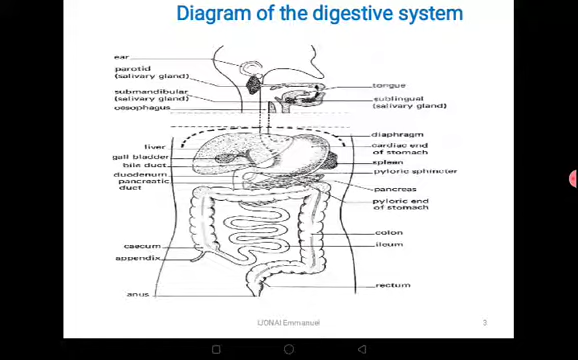 Diagram of the digestive system
ear
parotid
(salivary gland)
submandibular
(salivary gland)
oesophagus
liver
gall bladder
bile duct
duodenum
pancreatic
duct
caecum
appendix
anus
tongue
sublingual
(salivary gland)
diaphragm
cardiac end
of stomach
spleen
pyloric sphincter
pancreas
pyloric end
of stomach
colon
ileum
rectum
Emmanuel
3